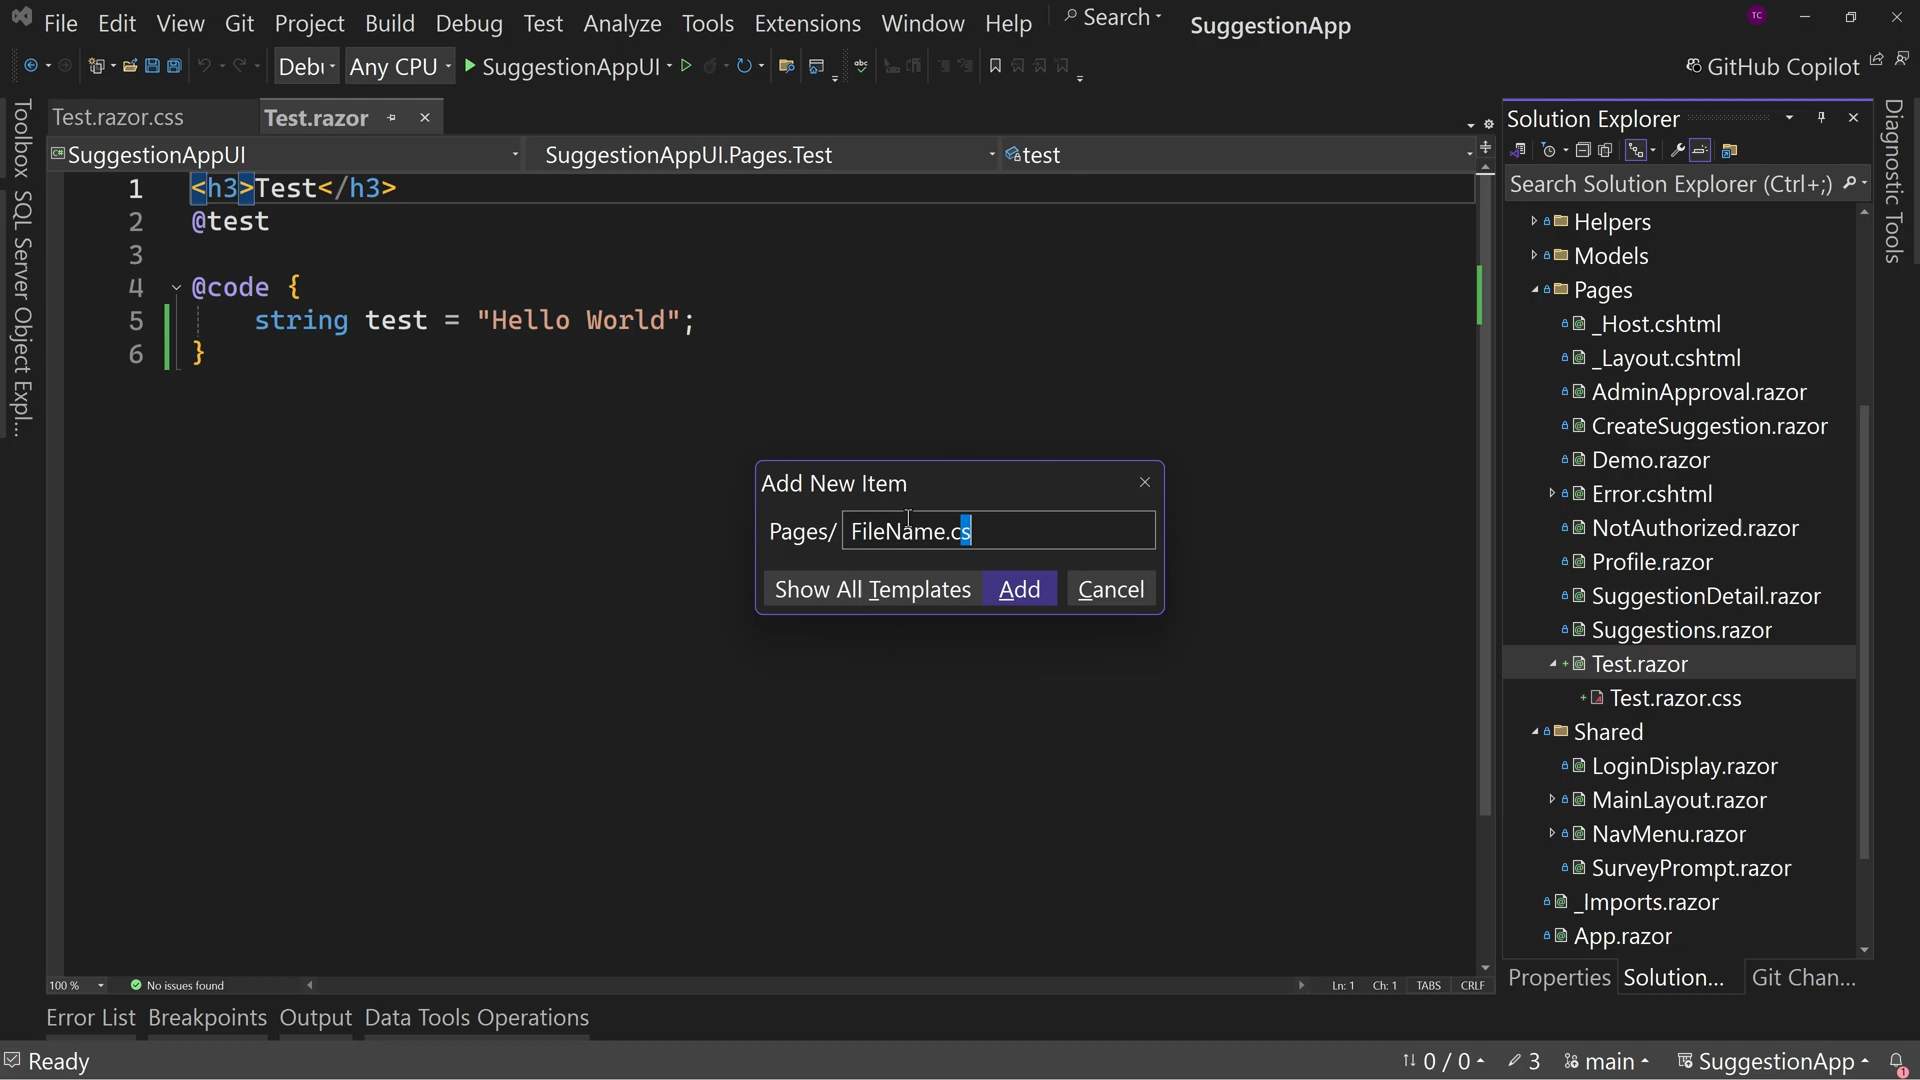 File Edit View Git Project Build Debug Test Analyze Tools Extensions Window Help Search SuggestionApp TC
Debu Any CPU SuggestionAppUI abc GitHub Copilot
Toolbox
SQL Server Object Expl...
Test.razor.css Test.razor
SuggestionAppUI SuggestionAppUI.Pages.Test test
1 <h3>Test</h3>
2 @test
3
4 @code {
5 string test = "Hello World";
6 }
Add New Item
Pages/ FileName.cs
Show All Templates Add Cancel
Solution Explorer
Search Solution Explorer (Ctrl+;)
Helpers
Models
Pages
_Host.cshtml
_Layout.cshtml
AdminApproval.razor
CreateSuggestion.razor
Demo.razor
Error.cshtml
NotAuthorized.razor
Profile.razor
SuggestionDetail.razor
Suggestions.razor
Test.razor
Test.razor.css
Shared
LoginDisplay.razor
MainLayout.razor
NavMenu.razor
SurveyPrompt.razor
_Imports.razor
App.razor
Properties Solution... Git Chan...
Diagnostic Tools
100 % No issues found Ln: 1 Ch: 1 TABS CRLF
Error List Breakpoints Output Data Tools Operations
Ready 0 / 0 3 main SuggestionApp 1